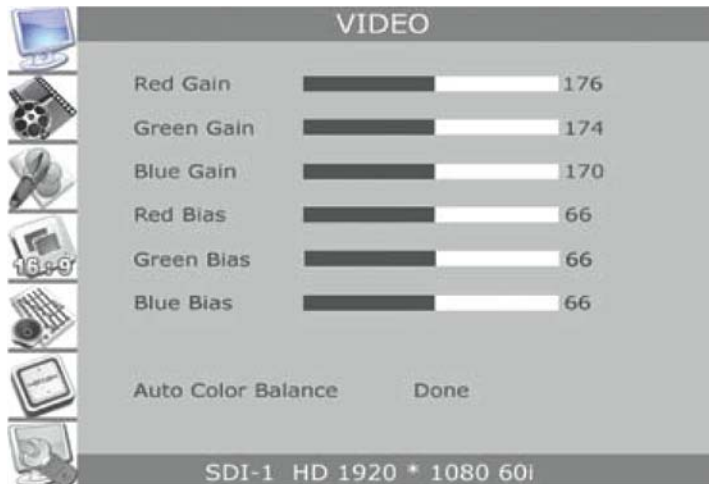 VIDEO
Red Gain 176
Green Gain 174
Blue Gain 170
Red Bias 66
Green Bias 66
16:9
Blue Bias 66
Auto Color Balance Done
SDI-1 HD 1920 * 1080 60i